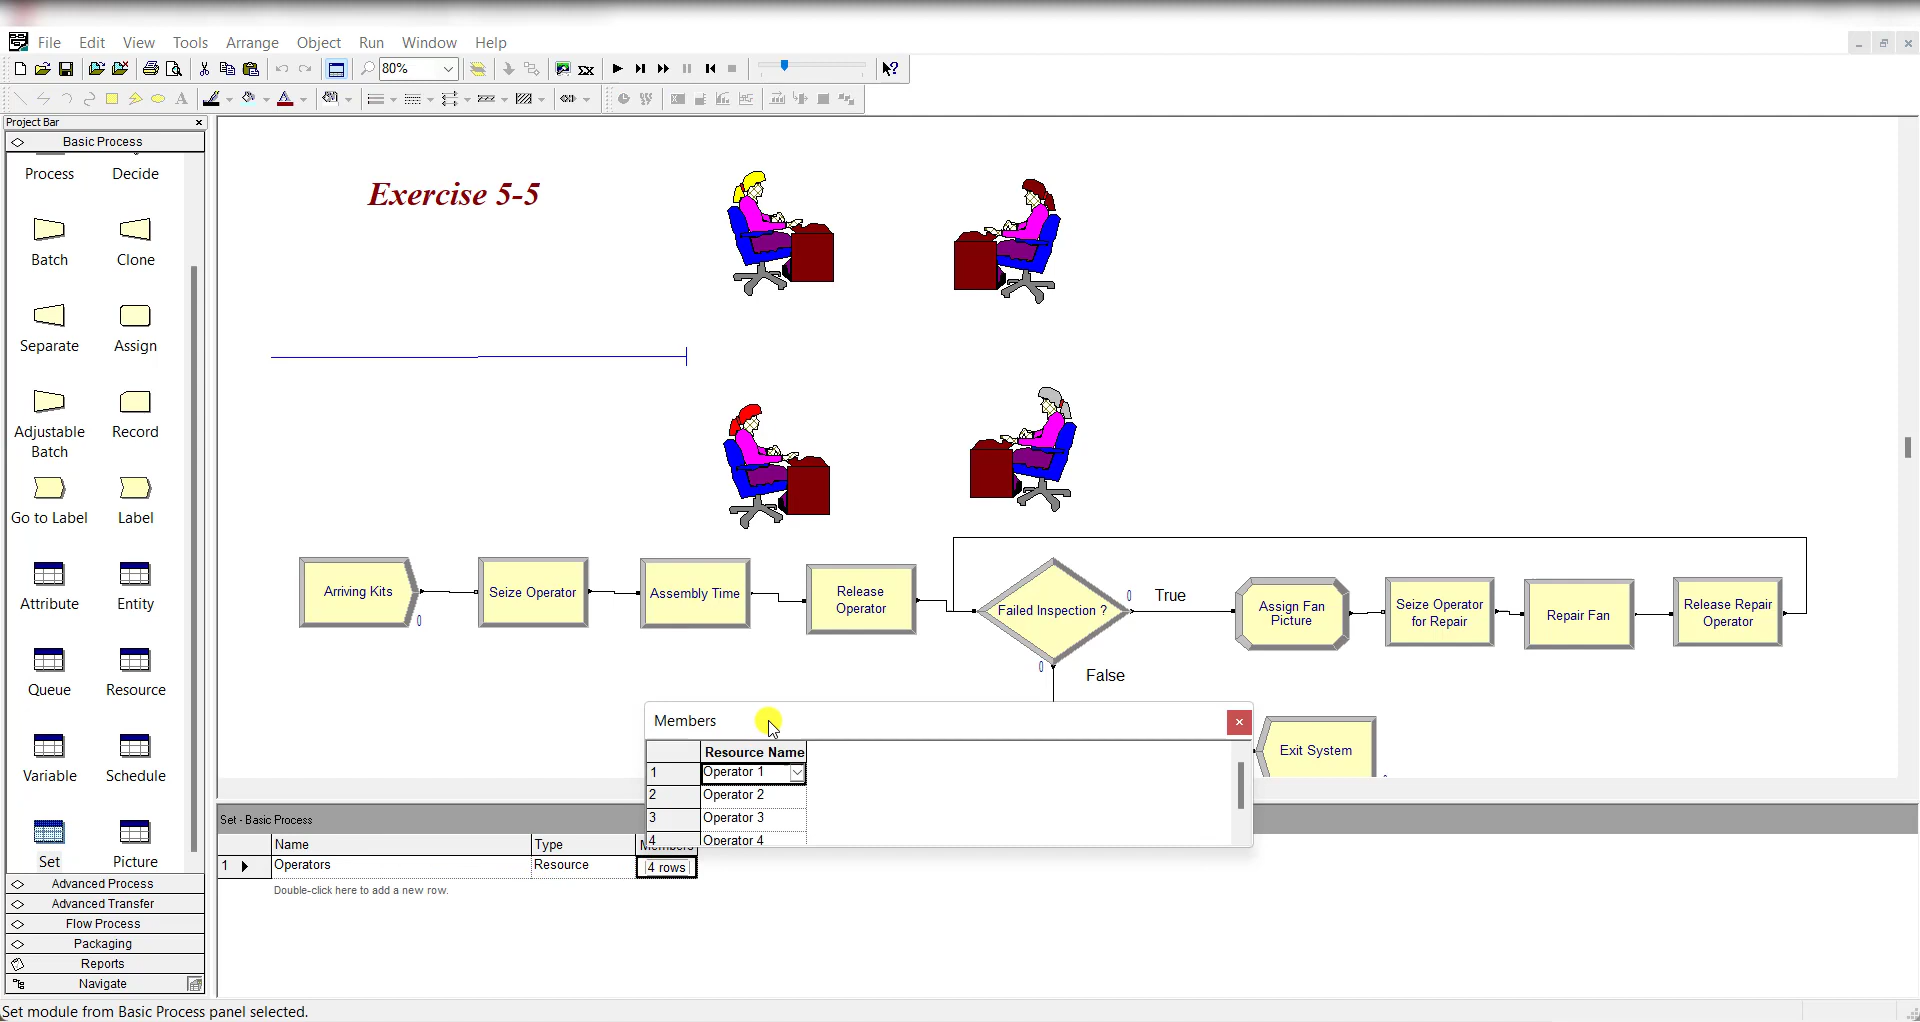 File Edit View Tools Arrange Object Run Window Help
80%
Project Bar
Basic Process
Process Decide
Batch Clone
Separate Assign
Adjustable Batch Record
Go to Label Label
Attribute Entity
Queue Resource
Variable Schedule
Set Picture
Advanced Process
Advanced Transfer
Flow Process
Packaging
Reports
Navigate
Exercise 5-5
Arriving Kits
0
Seize Operator
Assembly Time
Release
Operator
Failed Inspection ?
0
True
0
False
Assign Fan
Picture
Seize Operator
for Repair
Repair Fan
Release Repair
Operator
Exit System
Members
Resource Name
1 Operator 1
2 Operator 2
3 Operator 3
4 Operator 4
Set - Basic Process
Name Type Members
1 Operators Resource 4 rows
Double-click here to add a new row.
Set module from Basic Process panel selected.